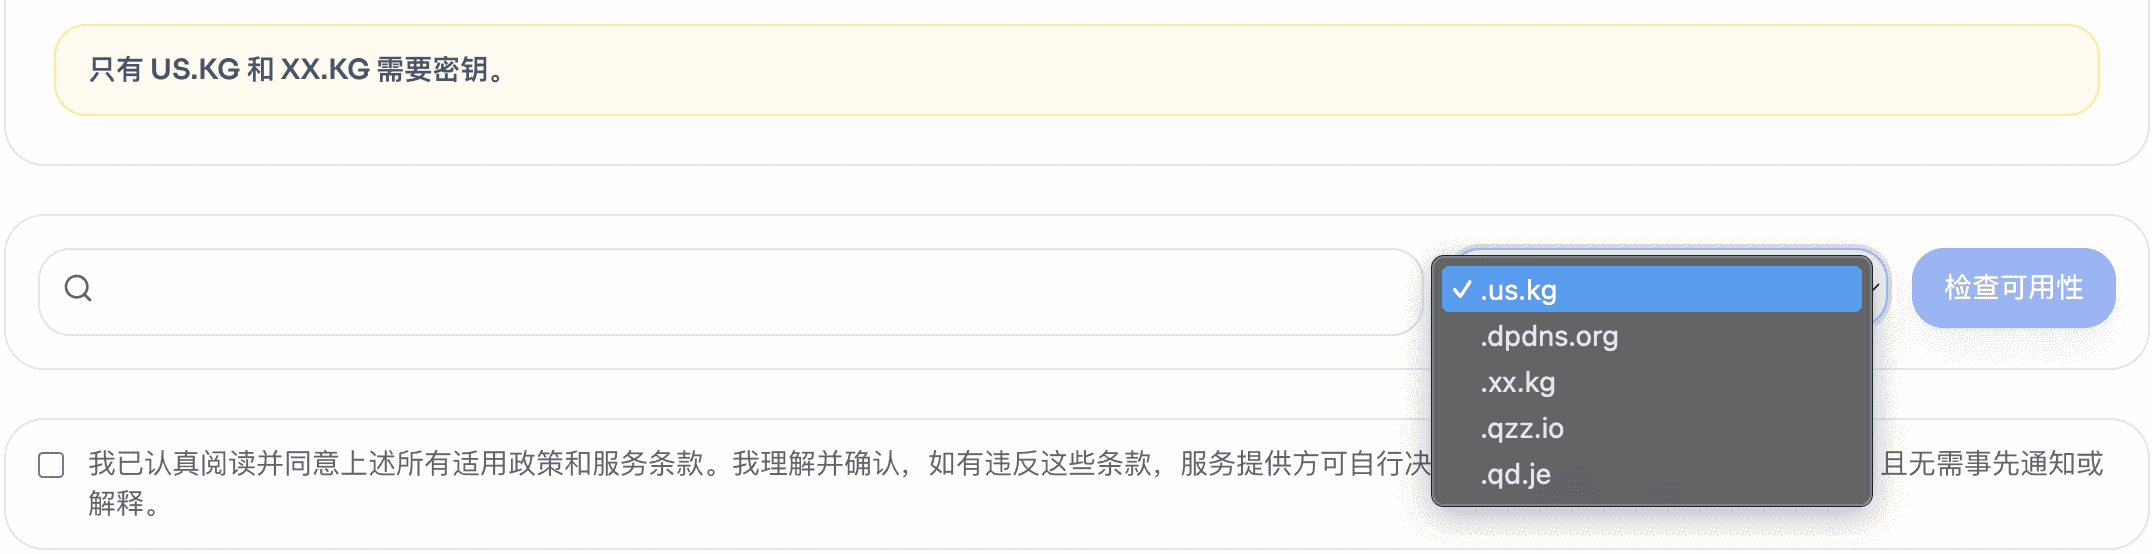 只有 US.KG 和 XX.KG 需要密钥。
.us.kg
检查可用性
.dpdns.org
.xx.kg
.qzz.io
.qd.je
我已认真阅读并同意上述所有适用政策和服务条款。我理解并确认，如有违反这些条款，服务提供方可自行决 且无需事先通知或
解释。